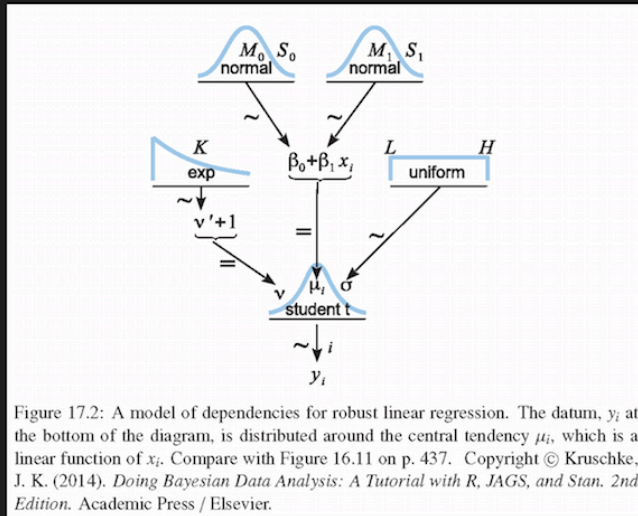 M₀ S₀ M₁ S₁
normal normal
~ ~
K L H
exp β₀+β₁xᵢ uniform
~
ν'+1 = ~
=
ν μᵢ σ
student t
~ i
yᵢ
Figure 17.2: A model of dependencies for robust linear regression. The datum, yᵢ at
the bottom of the diagram, is distributed around the central tendency μᵢ, which is a
linear function of xᵢ. Compare with Figure 16.11 on p. 437. Copyright © Kruschke,
J. K. (2014). Doing Bayesian Data Analysis: A Tutorial with R, JAGS, and Stan. 2nd
Edition. Academic Press / Elsevier.